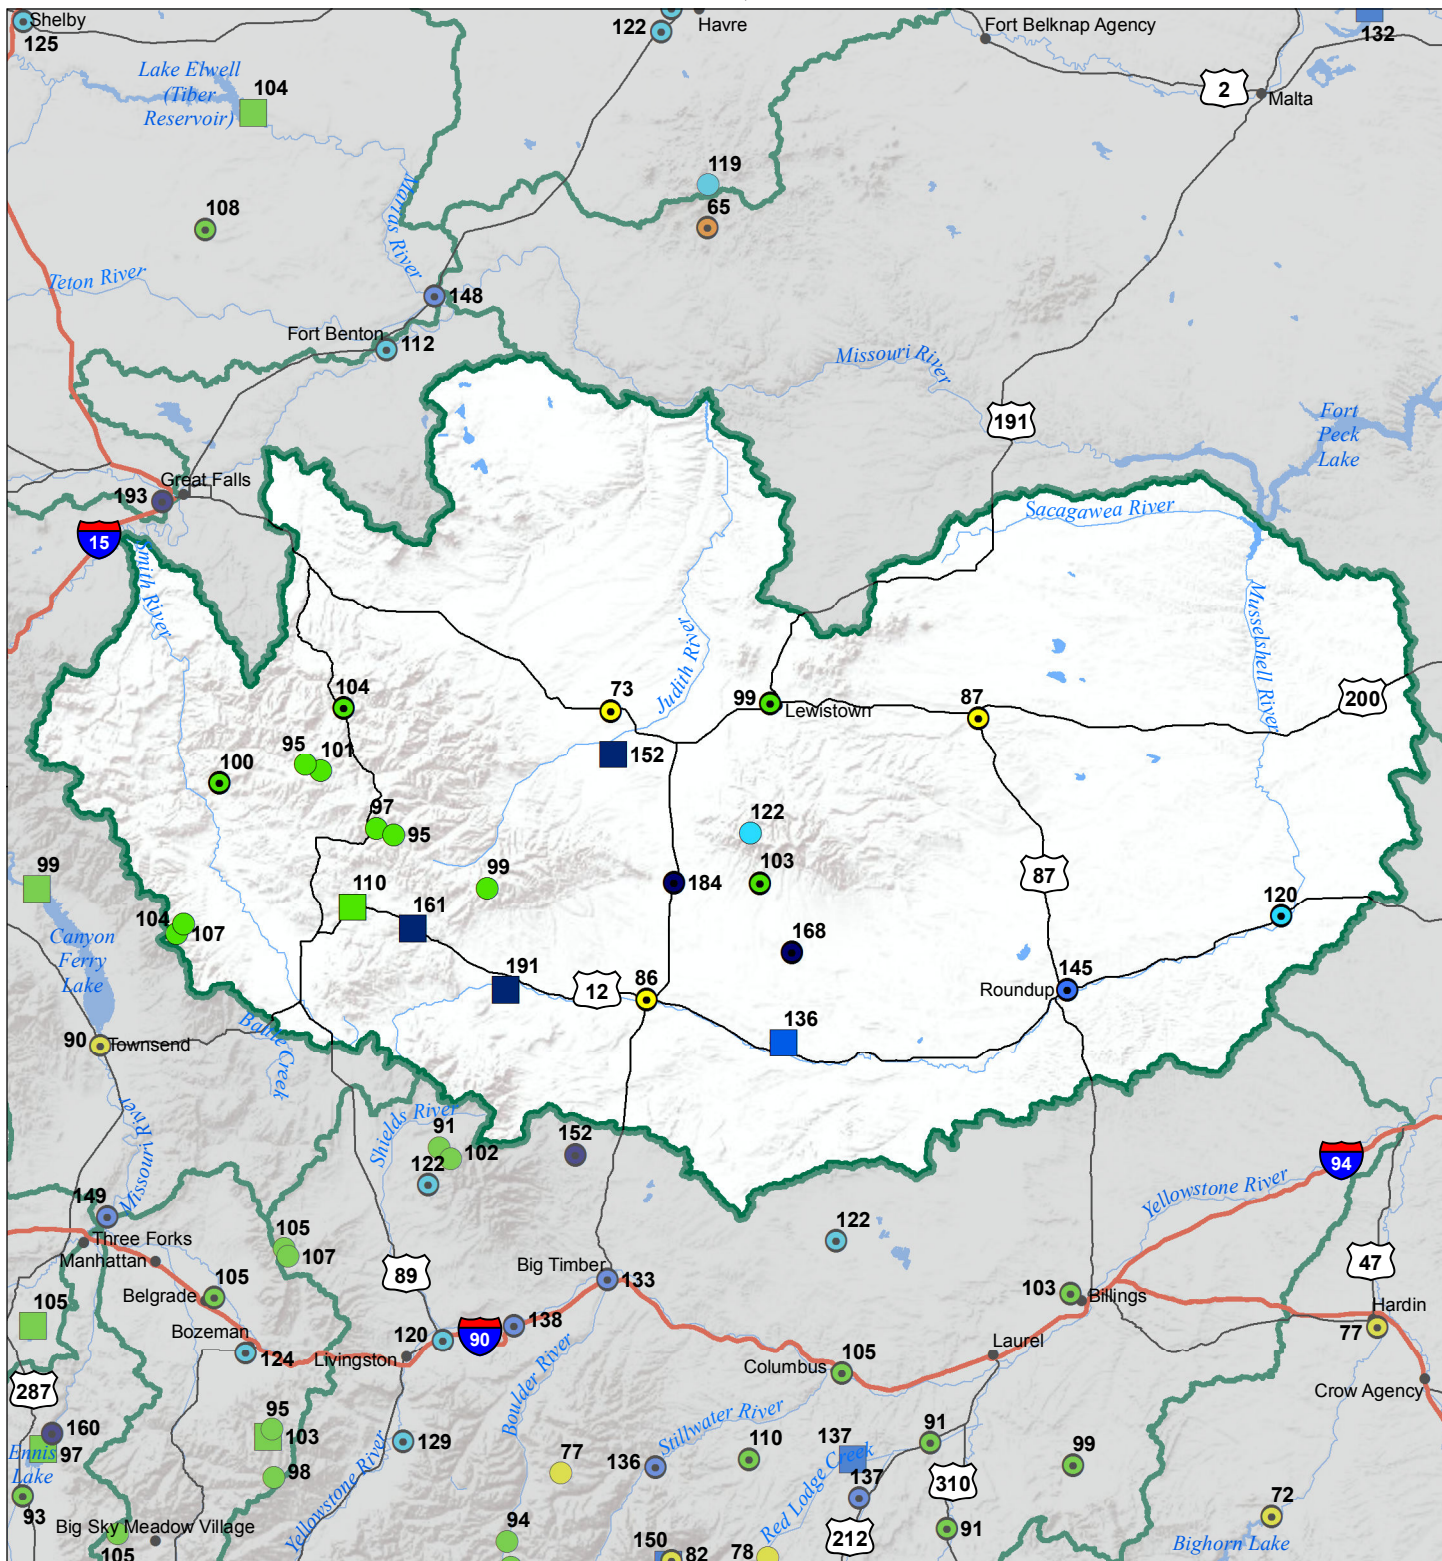 Shelby
125
122
Havre
Fort Belknap Agency
132
Lake Elwell
(Tiber
Reservoir)
104
2
Malta
119
65
108
Marias River
Teton River
148
Fort Benton
112
Missouri River
191
Fort
Peck
Lake
Great Falls
193
15
Smith River
Sacagawea River
Musselshell River
Judith River
104
73
99
Lewistown
87
200
95
101
100
152
97
95
122
99
110
161
99
184
103
87
120
104
107
Canyon
Ferry
Lake
168
191
12
86
145
Roundup
136
90
Townsend
Battle Creek
Missouri River
Shields River
91
102
152
122
94
Yellowstone River
149
Three Forks
Manhattan
105
107
122
89
Big Timber
133
47
105
Belgrade
105
103
Billings
Hardin
77
Bozeman
124
120
90
138
Livingston
Boulder River
Columbus
105
Laurel
287
Crow Agency
160
97
Ennis
Lake
95
103
98
129
Yellowstone River
77
136
Stillwater River
110
137
Red Lodge Creek
137
91
99
310
93
Big Sky Meadow Village
105
94
150
82
78
212
91
72
Bighorn Lake